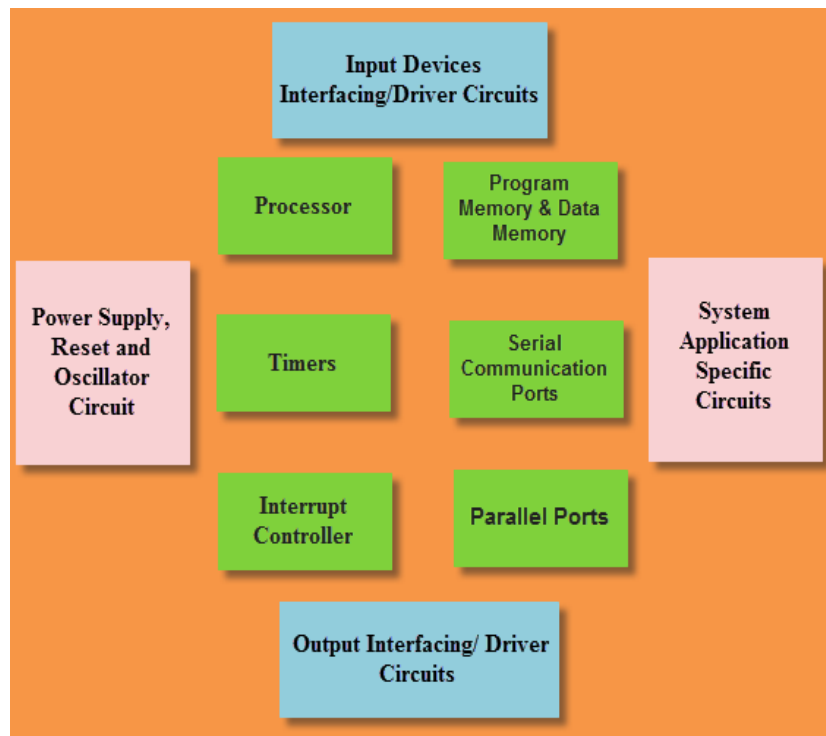 Input Devices
Interfacing/Driver Circuits
Processor
Program
Memory & Data
Memory
Power Supply,
Reset and
Oscillator
Circuit
Timers
Serial
Communication
Ports
System
Application
Specific
Circuits
Interrupt
Controller
Parallel Ports
Output Interfacing/ Driver
Circuits